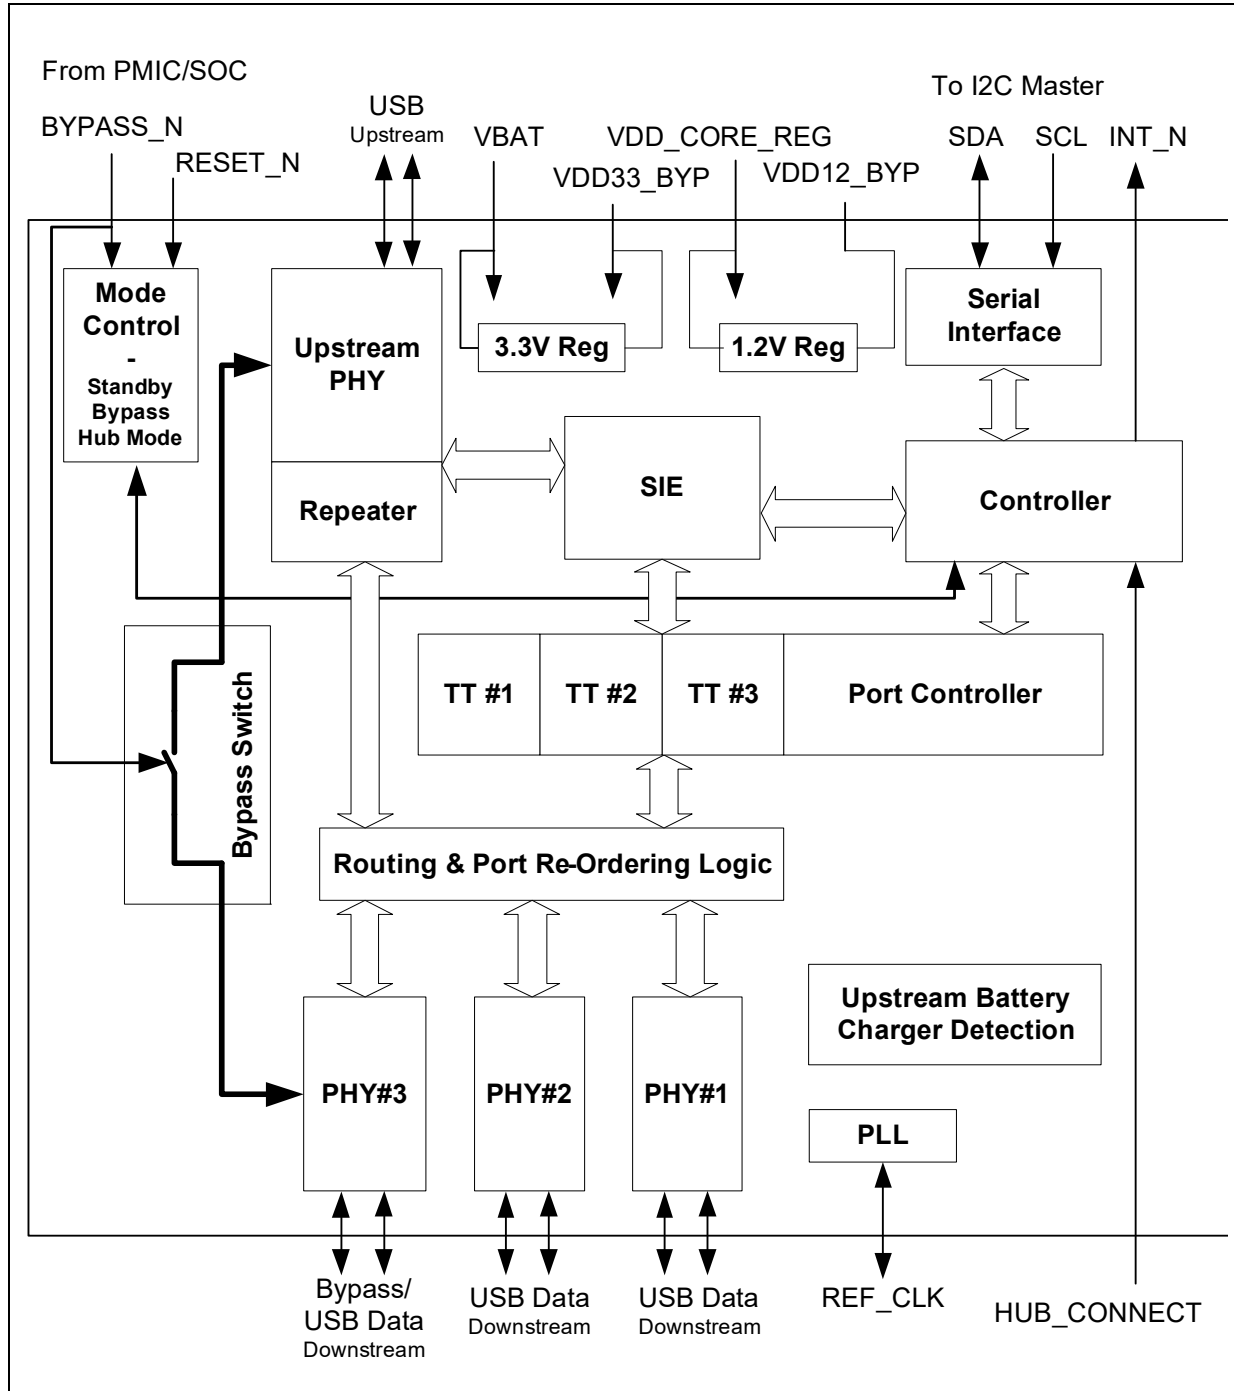 From PMIC/SOC
To I2C Master
USB
Upstream
BYPASS_N
RESET_N
VBAT
VDD33_BYP
VDD_CORE_REG
VDD12_BYP
SDA
SCL
INT_N
Mode
Control
-
Standby
Bypass
Hub Mode
Upstream
PHY
3.3V Reg
1.2V Reg
Serial
Interface
Repeater
SIE
Controller
Bypass Switch
TT #1
TT #2
TT #3
Port Controller
Routing & Port Re-Ordering Logic
PHY#3
PHY#2
PHY#1
Upstream Battery
Charger Detection
PLL
Bypass/
USB Data
Downstream
USB Data
Downstream
USB Data
Downstream
REF_CLK
HUB_CONNECT